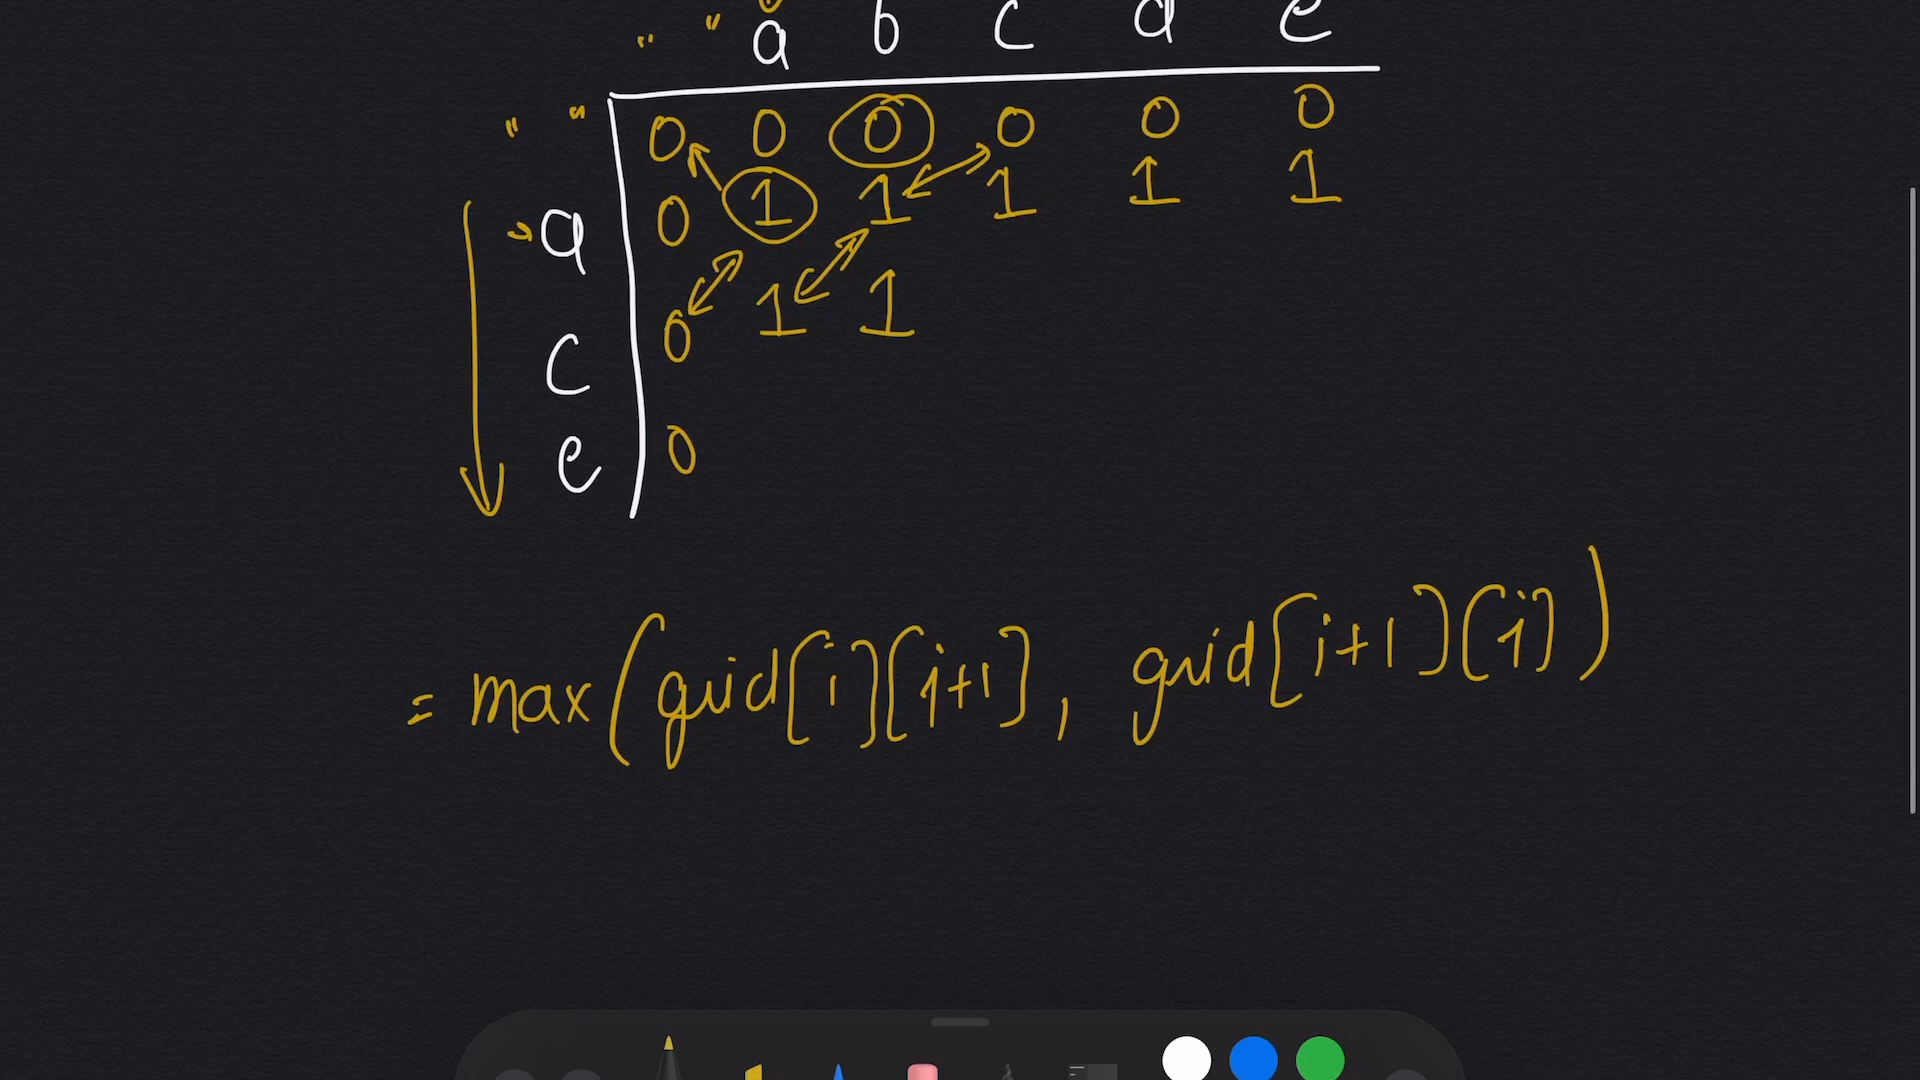 " " a b c d e
" " 0 0 0 0 0 0
a 0 1 1 1 1 1
c 0 1 1
e 0
= max(grid[i][j+1], grid[i+1][j])